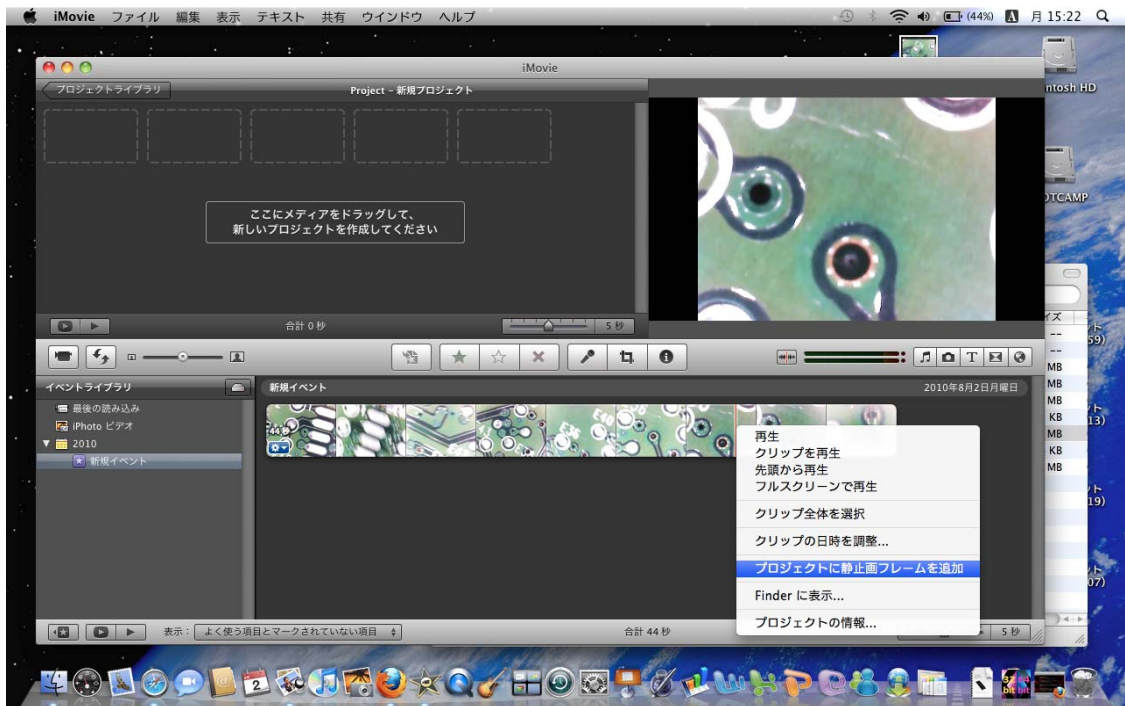 iMovie ファイル 編集 表示 テキスト 共有 ウインドウ ヘルプ
(44%) A 月 15:22
iMovie
プロジェクトライブラリ
Project - 新規プロジェクト
ntosh HD
OTCAMP
ここにメディアをドラッグして、
新しいプロジェクトを作成してください
合計 0 秒
5 秒
イズ
--
59)
--
MB
MB
MB
KB
13)
MB
KB
MB
ット
19)
07)
イベントライブラリ
新規イベント
2010年8月2日月曜日
最後の読み込み
iPhoto ビデオ
2010
新規イベント
44 秒
再生
クリップを再生
先頭から再生
フルスクリーンで再生
クリップ全体を選択
クリップの日時を調整...
プロジェクトに静止画フレームを追加
Finder に表示...
プロジェクトの情報...
表示： よく使う項目とマークされていない項目
合計 44 秒
5 秒